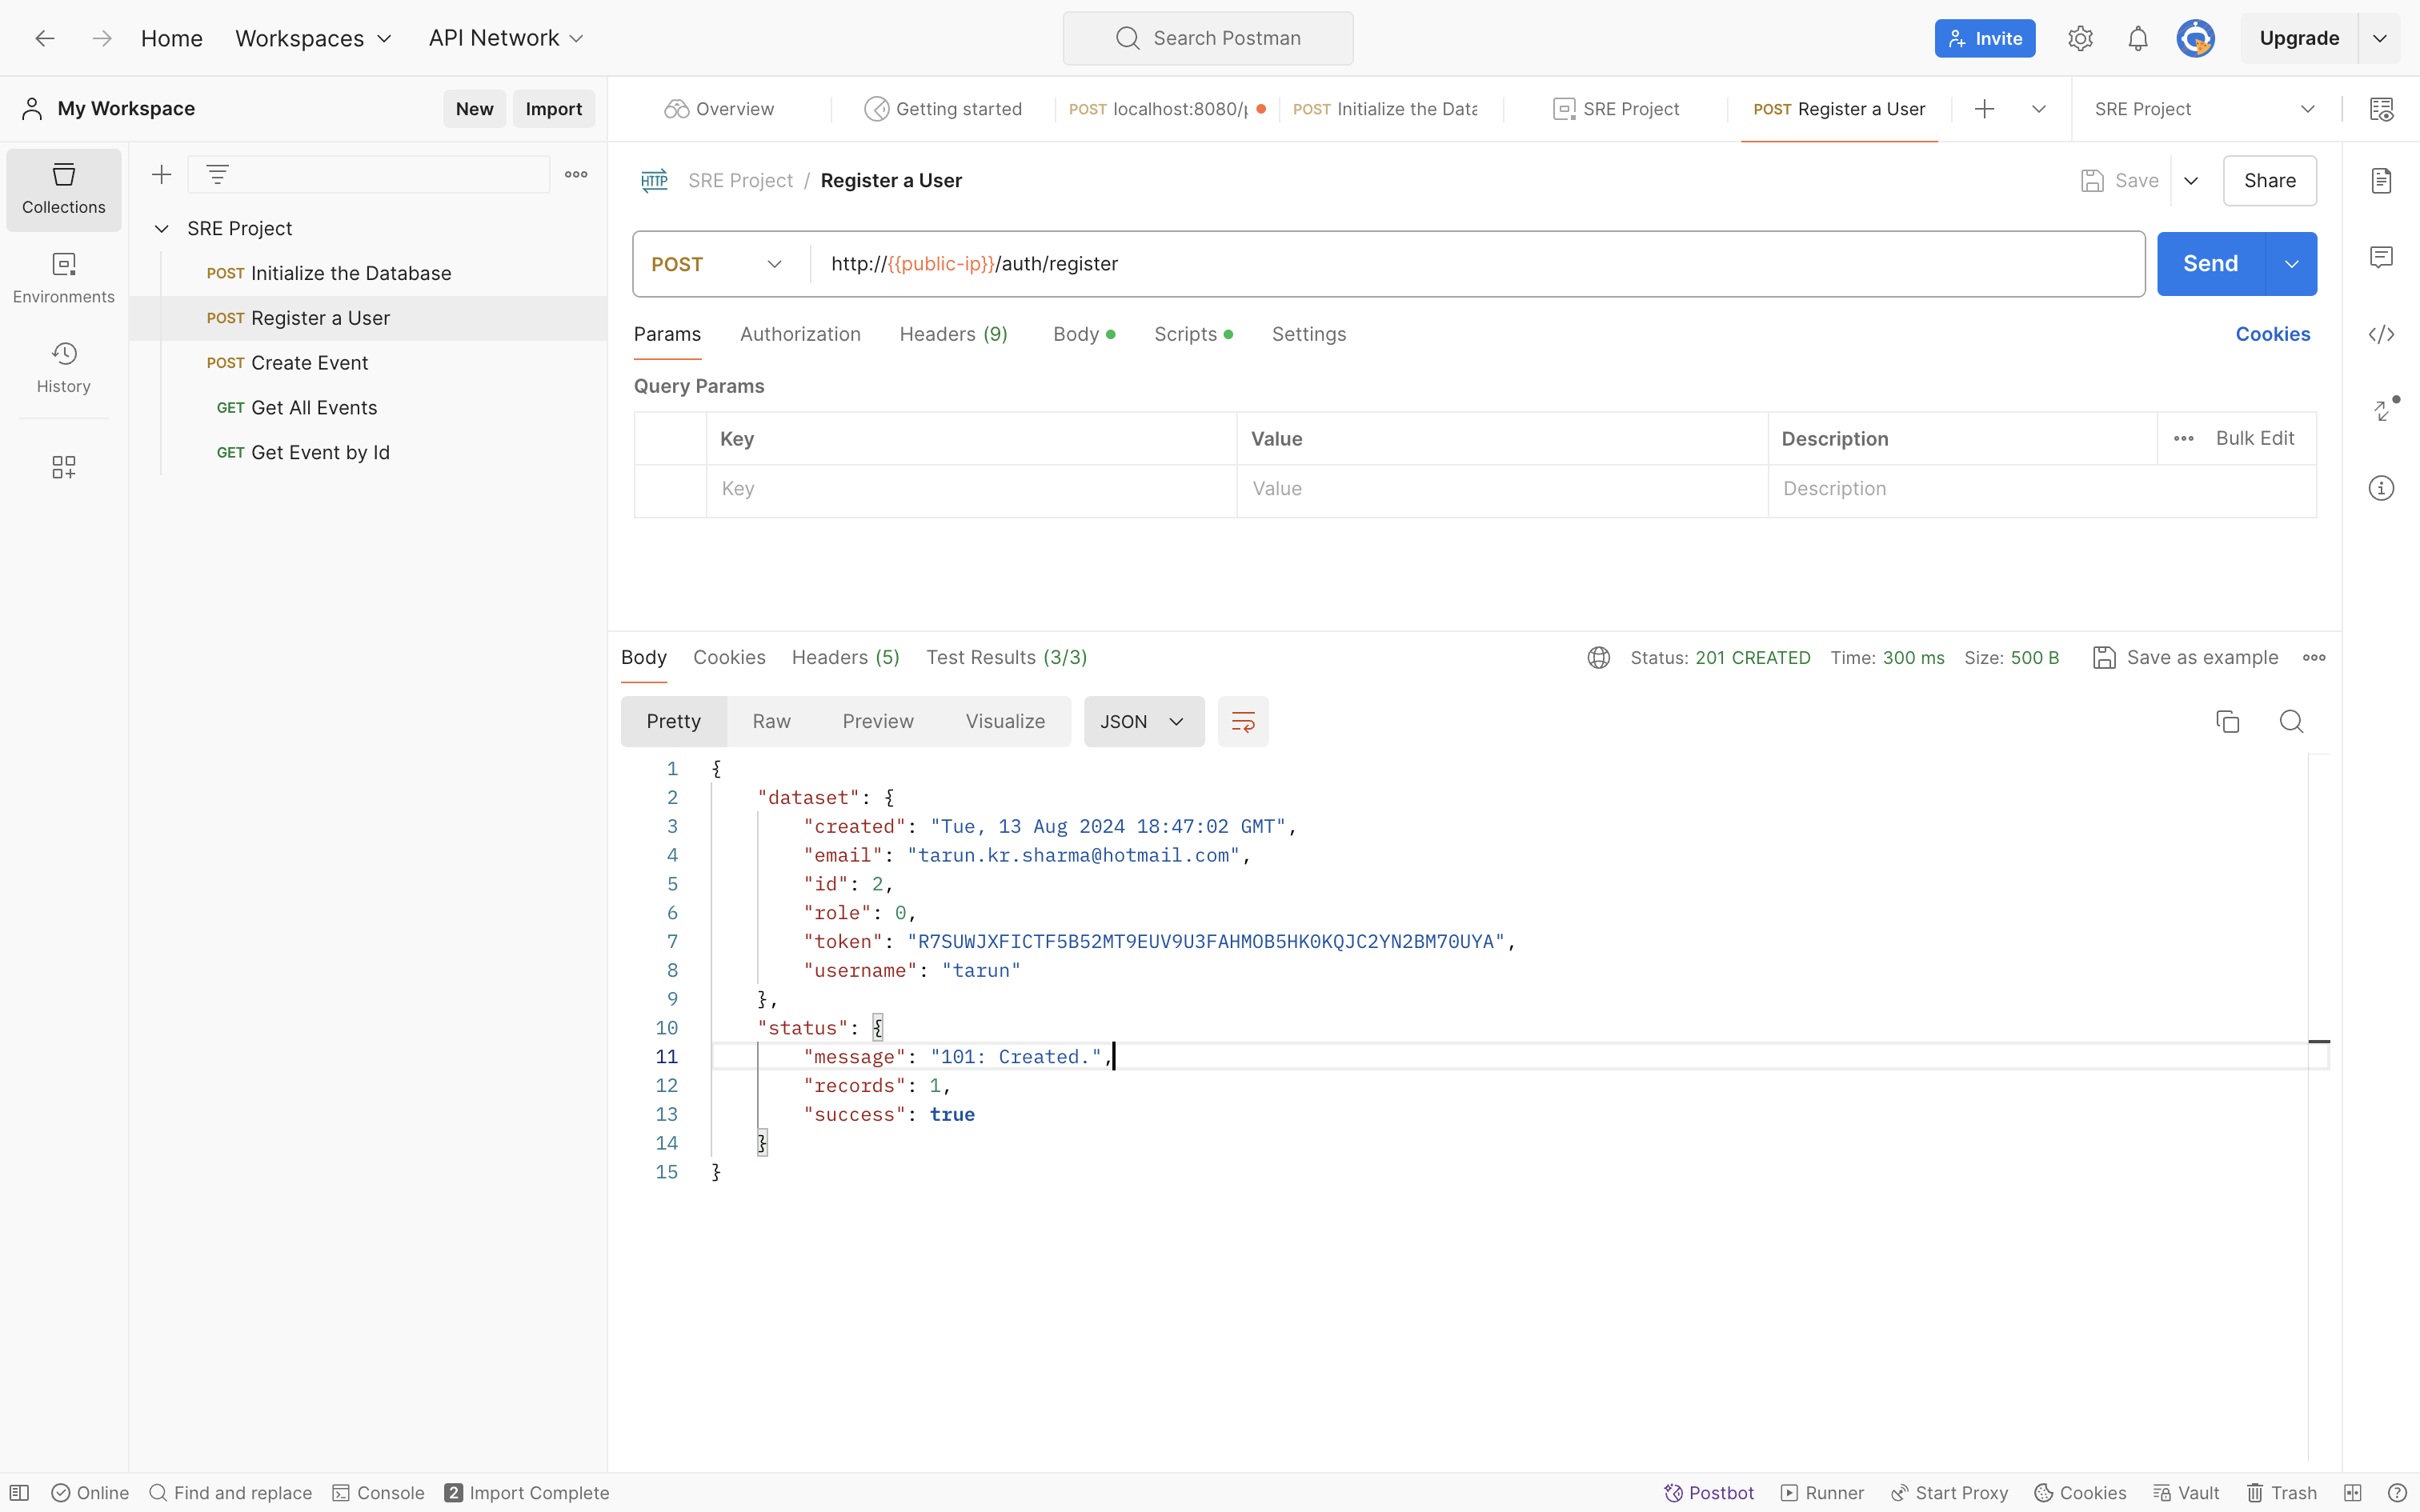 Home Workspaces API Network Search Postman Invite Upgrade
My Workspace New Import Overview Getting started POST localhost:8080/p POST Initialize the Data SRE Project POST Register a User SRE Project
Collections
Environments
History
SRE Project
POST Initialize the Database
POST Register a User
POST Create Event
GET Get All Events
GET Get Event by Id
HTTP SRE Project / Register a User Save Share
POST http://{{public-ip}}/auth/register Send
Params Authorization Headers (9) Body Scripts Settings Cookies
Query Params
Key Value Description Bulk Edit
Key Value Description
Body Cookies Headers (5) Test Results (3/3) Status: 201 CREATED Time: 300 ms Size: 500 B Save as example
Pretty Raw Preview Visualize JSON
1 {
2 "dataset": {
3 "created": "Tue, 13 Aug 2024 18:47:02 GMT",
4 "email": "tarun.kr.sharma@hotmail.com",
5 "id": 2,
6 "role": 0,
7 "token": "R7SUWJXFICTF5B52MT9EUV9U3FAHMOB5HK0KQJC2YN2BM70UYA",
8 "username": "tarun"
9 },
10 "status": {
11 "message": "101: Created.",
12 "records": 1,
13 "success": true
14 }
15 }
Online Find and replace Console 2 Import Complete Postbot Runner Start Proxy Cookies Vault Trash